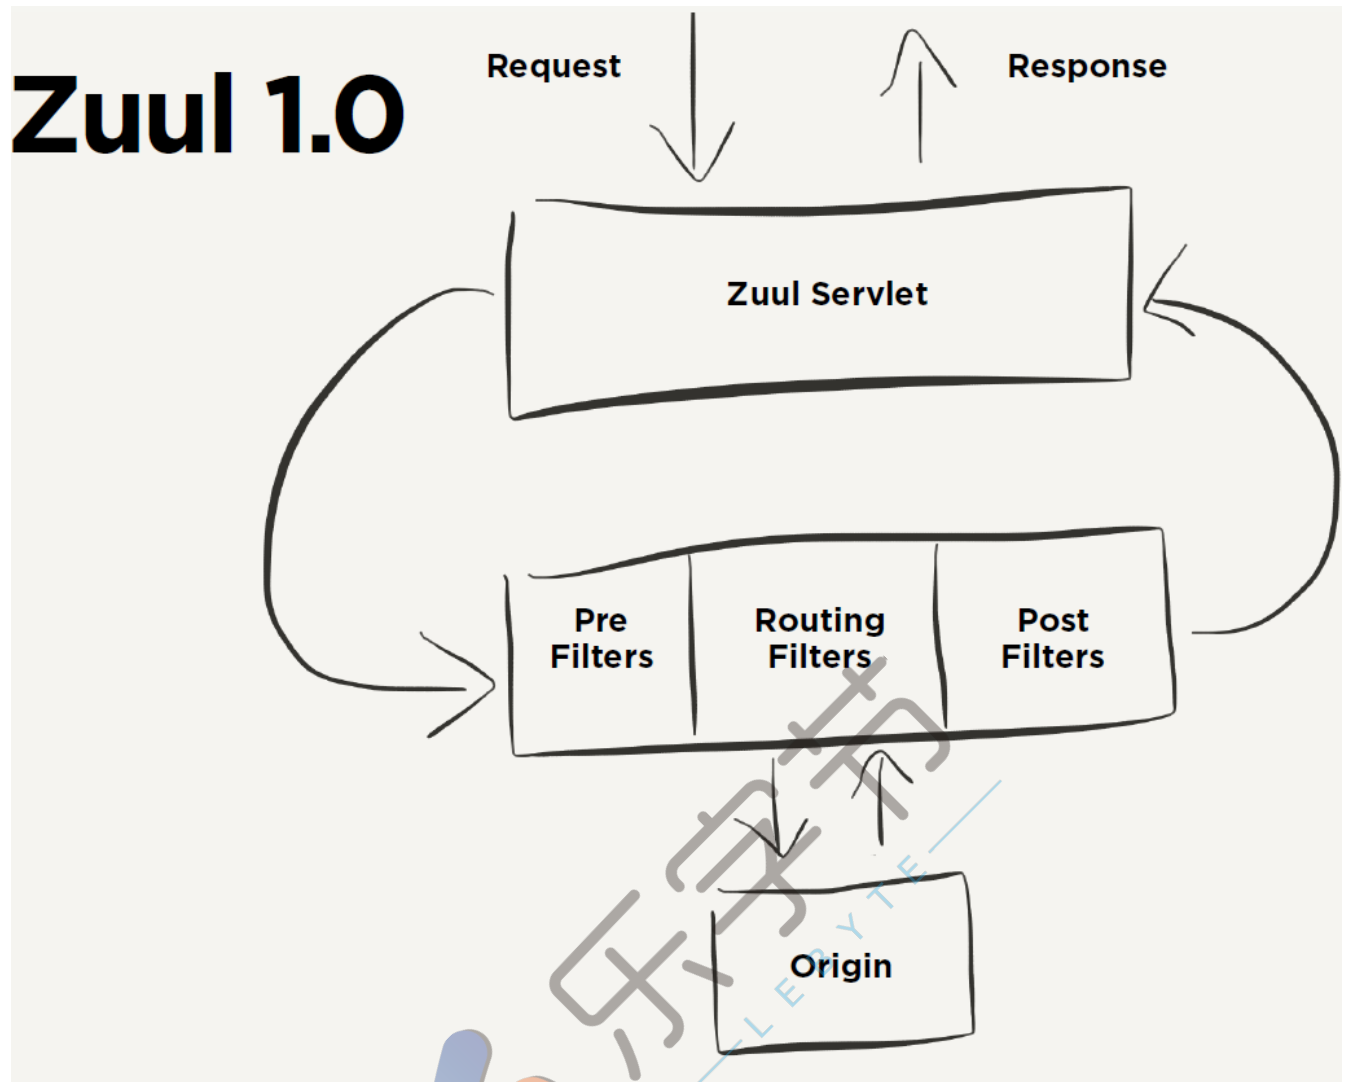 Zuul 1.0
Request
Response
Zuul Servlet
Pre
Filters
Routing
Filters
Post
Filters
Origin
乐字节
LEBYTE